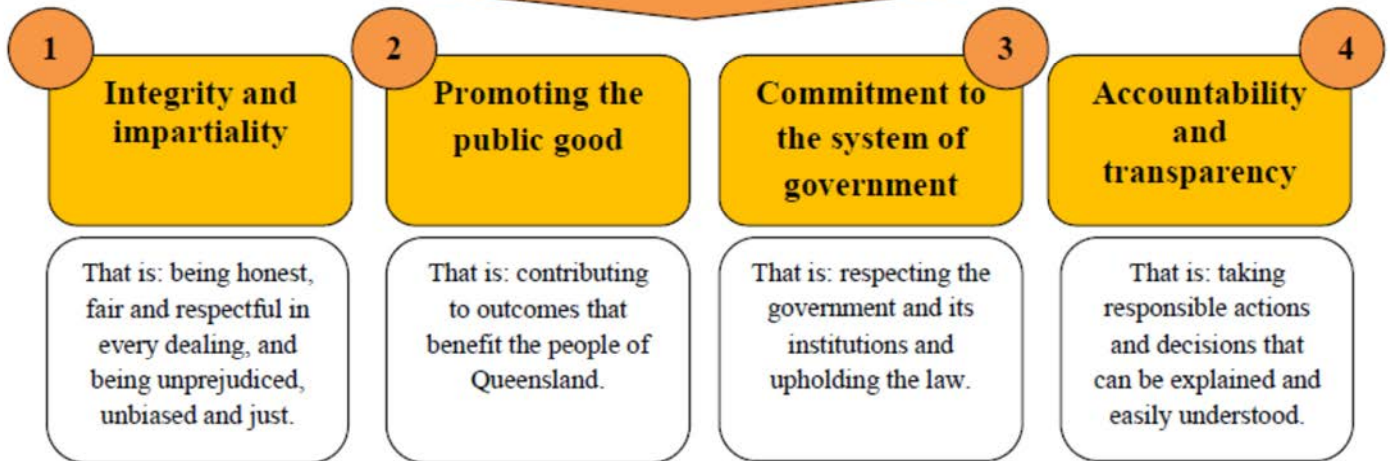 1
Integrity and
impartiality
That is: being honest,
fair and respectful in
every dealing, and
being unprejudiced,
unbiased and just.
2
Promoting the
public good
That is: contributing
to outcomes that
benefit the people of
Queensland.
3
Commitment to
the system of
government
That is: respecting the
government and its
institutions and
upholding the law.
4
Accountability
and
transparency
That is: taking
responsible actions
and decisions that
can be explained and
easily understood.